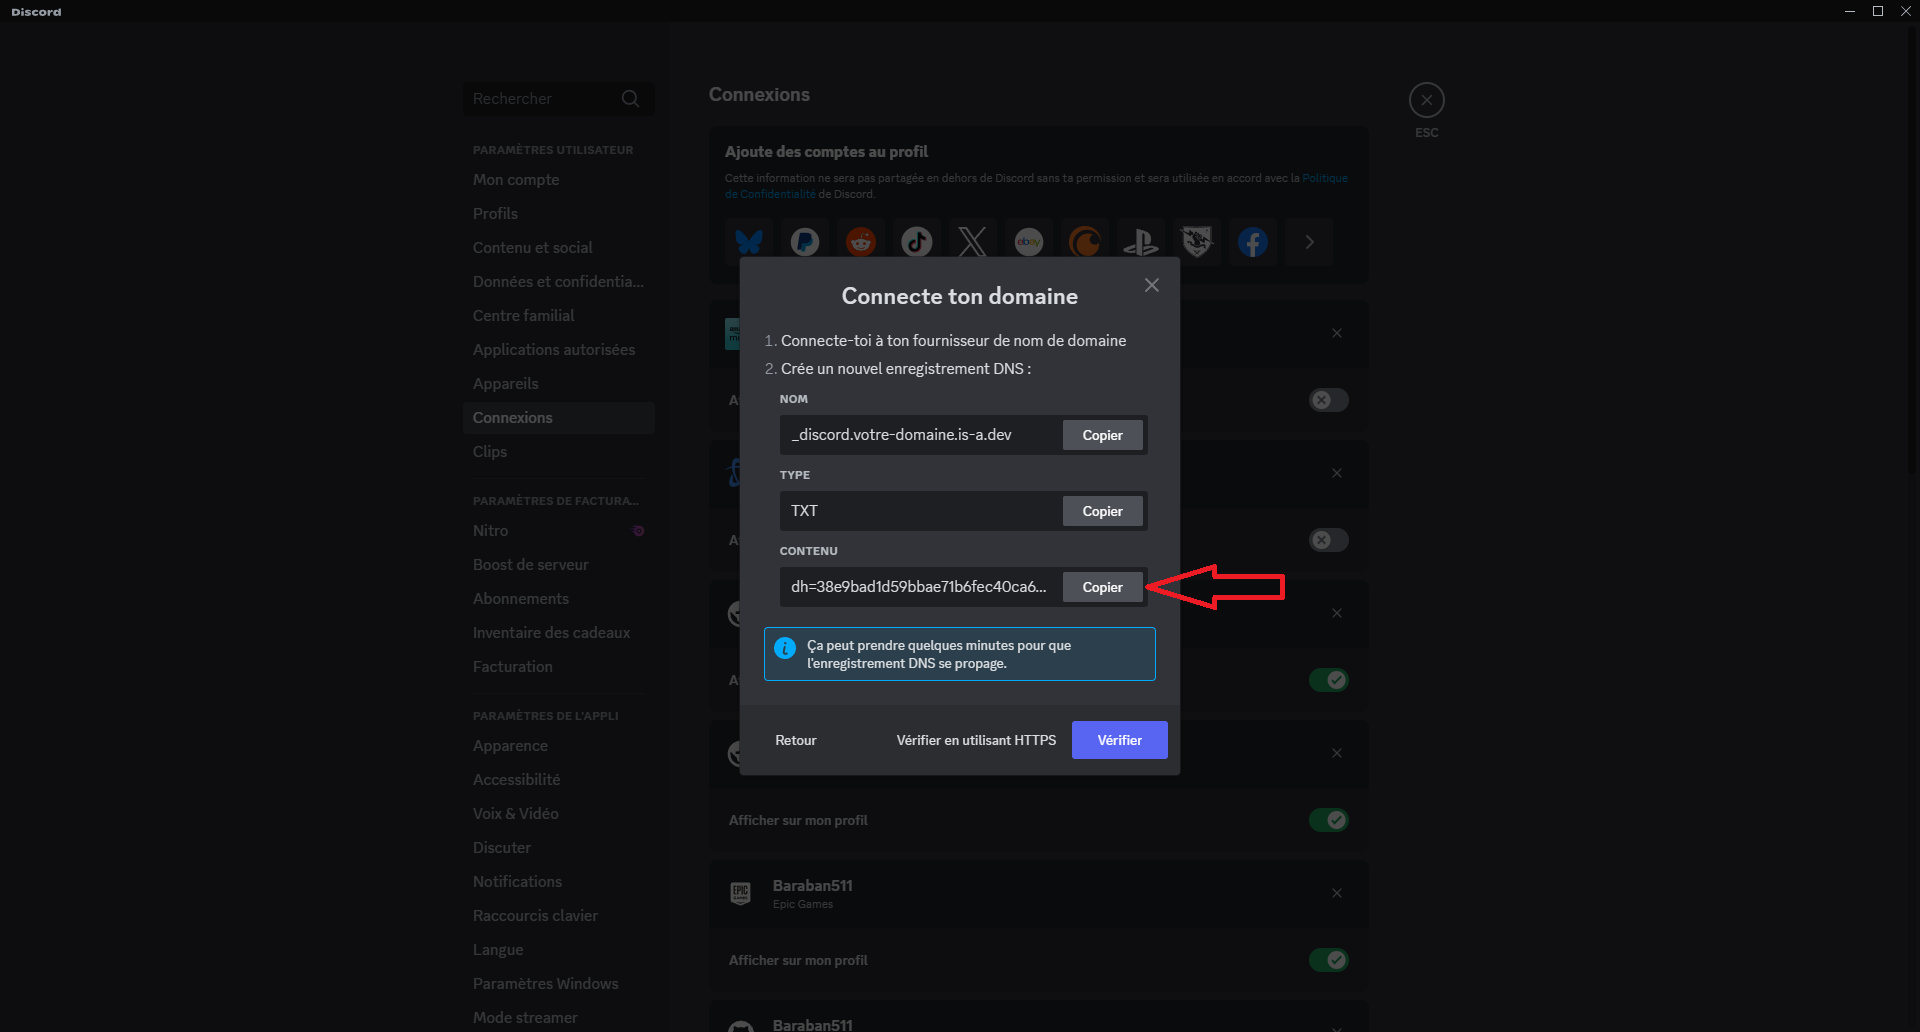 Discord
Rechercher
PARAMÈTRES UTILISATEUR
Mon compte
Profils
Contenu et social
Données et confidentia...
Centre familial
Applications autorisées
Appareils
Connexions
Clips
PARAMÈTRES DE FACTURA...
Nitro
Boost de serveur
Abonnements
Inventaire des cadeaux
Facturation
PARAMÈTRES DE L'APPLI
Apparence
Accessibilité
Voix & Vidéo
Discuter
Notifications
Raccourcis clavier
Langue
Paramètres Windows
Mode streamer
Connexions
ESC
Ajoute des comptes au profil
Cette information ne sera pas partagée en dehors de Discord sans ta permission et sera utilisée en accord avec la Politique
de Confidentialité de Discord.
ebay
Connecte ton domaine
1. Connecte-toi à ton fournisseur de nom de domaine
2. Crée un nouvel enregistrement DNS :
NOM
_discord.votre-domaine.is-a.dev
Copier
TYPE
TXT
Copier
CONTENU
dh=38e9bad1d59bbae71b6fec40ca6...
Copier
Ça peut prendre quelques minutes pour que
l'enregistrement DNS se propage.
Retour
Vérifier en utilisant HTTPS
Vérifier
Afficher sur mon profil
EPIC
GAMES
Baraban511
Epic Games
Afficher sur mon profil
Baraban511